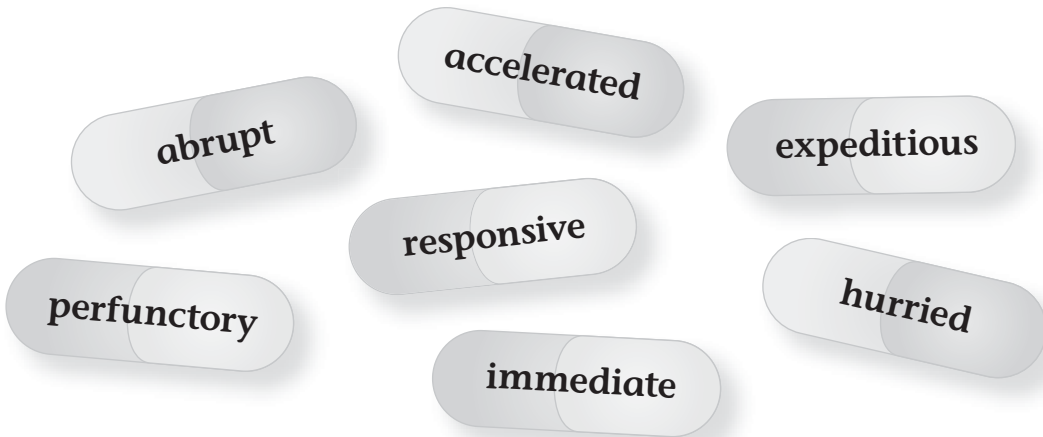 accelerated
abrupt
expeditious
responsive
perfunctory
hurried
immediate